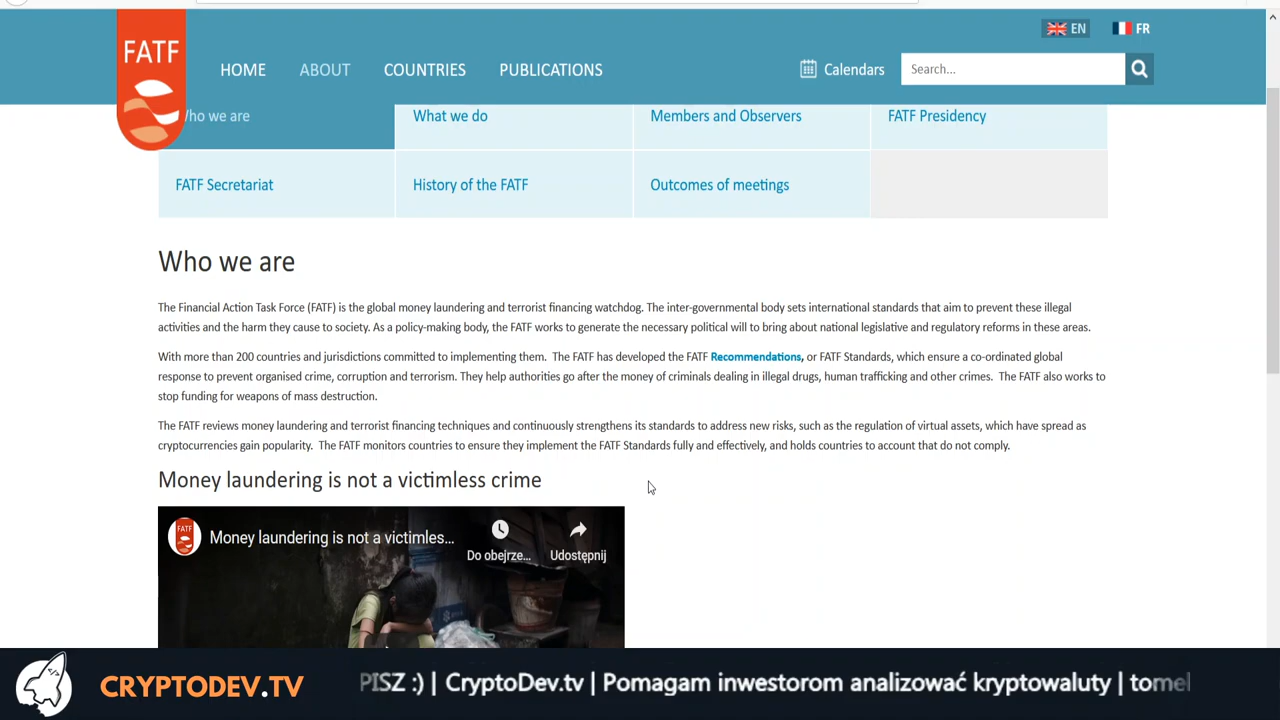 EN
FR
FATF
HOME
ABOUT
COUNTRIES
PUBLICATIONS
Calendars
Search...
ho we are
What we do
Members and Observers
FATF Presidency
FATF Secretariat
History of the FATF
Outcomes of meetings
Who we are
The Financial Action Task Force (FATF) is the global money laundering and terrorist financing watchdog. The inter-governmental body sets international standards that aim to prevent these illegal
activities and the harm they cause to society. As a policy-making body, the FATF works to generate the necessary political will to bring about national legislative and regulatory reforms in these areas.
With more than 200 countries and jurisdictions committed to implementing them. The FATF has developed the FATF Recommendations, or FATF Standards, which ensure a co-ordinated global
response to prevent organised crime, corruption and terrorism. They help authorities go after the money of criminals dealing in illegal drugs, human trafficking and other crimes. The FATF also works to
stop funding for weapons of mass destruction.
The FATF reviews money laundering and terrorist financing techniques and continuously strengthens its standards to address new risks, such as the regulation of virtual assets, which have spread as
cryptocurrencies gain popularity. The FATF monitors countries to ensure they implement the FATF Standards fully and effectively, and holds countries to account that do not comply.
Money laundering is not a victimless crime
FATF
Money laundering is not a victimles...
Do obejrze...
Udostępnij
CRYPTODEV.TV
PISZ :) | CryptoDev.tv | Pomagam inwestorom analizować kryptowaluty | tomek